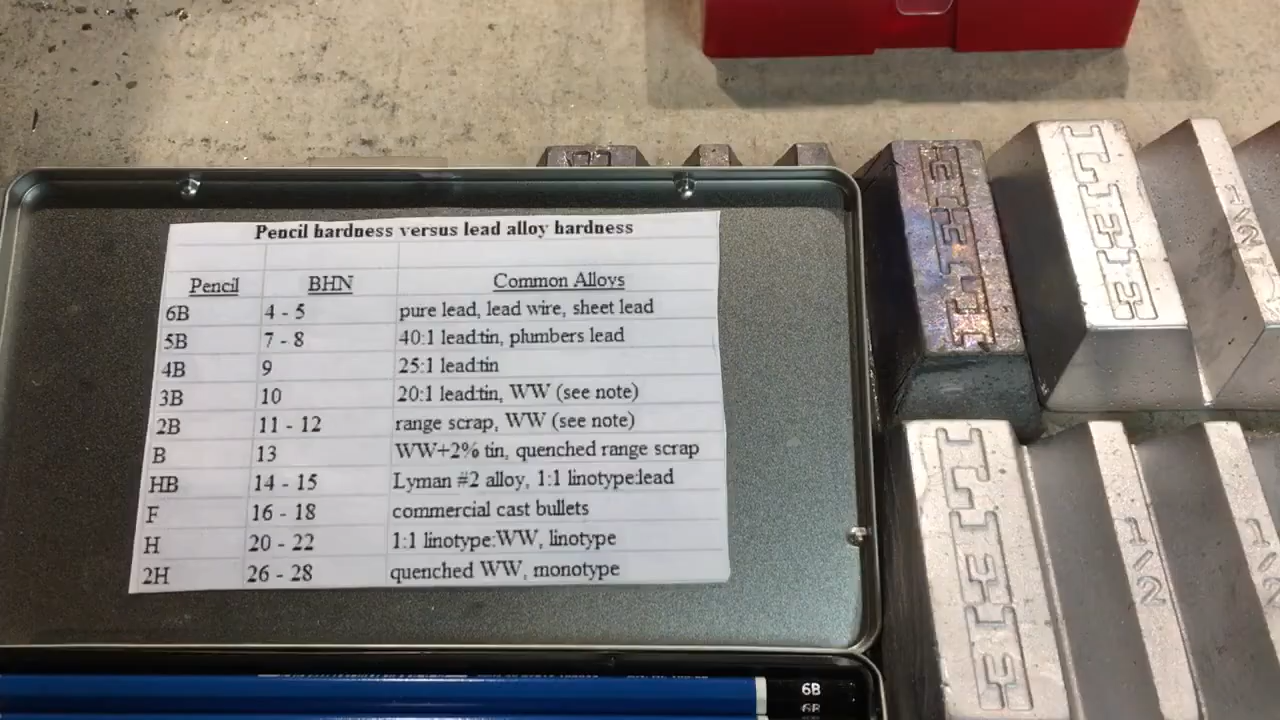 Pencil hardness versus lead alloy hardness
Pencil BHN Common Alloys
6B 4 - 5 pure lead, lead wire, sheet lead
5B 7 - 8 40:1 lead:tin, plumbers lead
4B 9 25:1 lead:tin
3B 10 20:1 lead:tin, WW (see note)
2B 11 - 12 range scrap, WW (see note)
B 13 WW+2% tin, quenched range scrap
HB 14 - 15 Lyman #2 alloy, 1:1 linotype:lead
F 16 - 18 commercial cast bullets
H 20 - 22 1:1 linotype:WW, linotype
2H 26 - 28 quenched WW, monotype
1/2
1/2
6B
6B